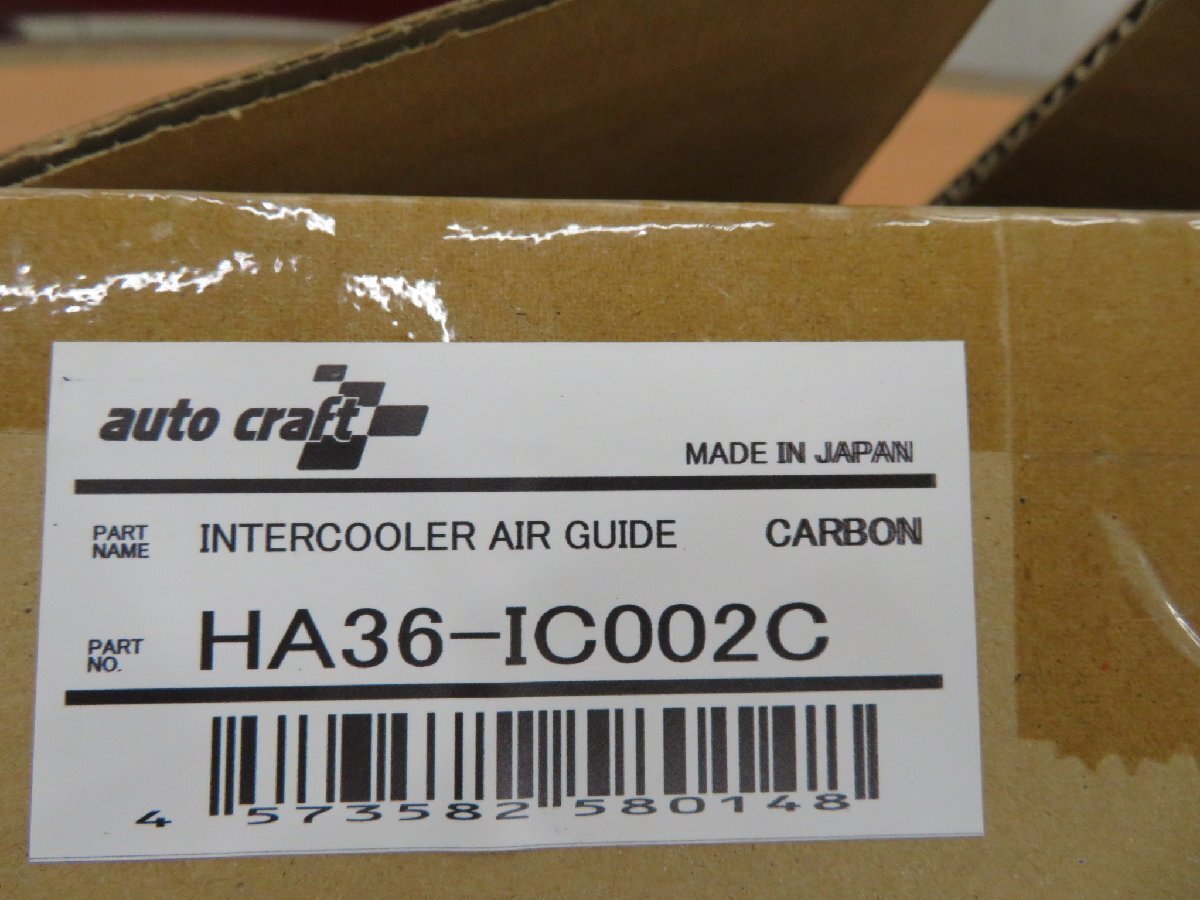 auto craft
MADE IN JAPAN
PART NAME INTERCOOLER AIR GUIDE CARBON
PART NO. HA36-IC002C
4 573582 580148